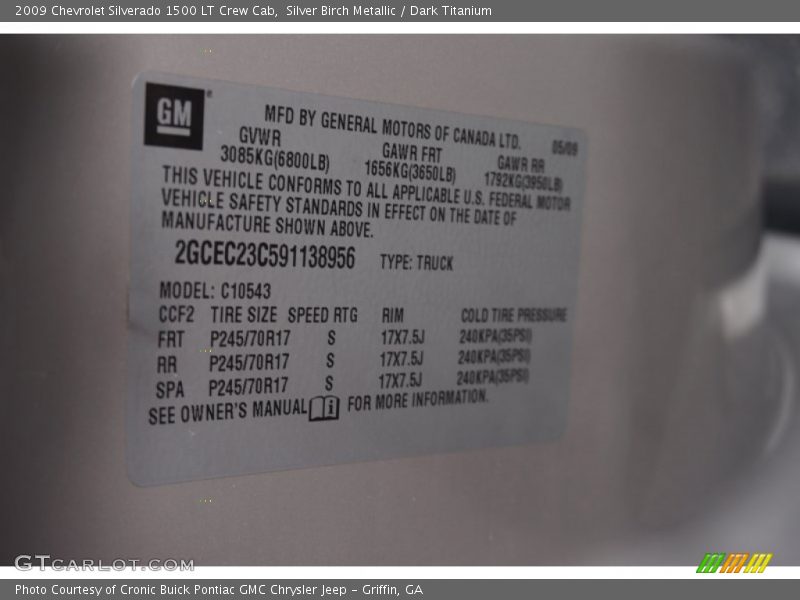 2009 Chevrolet Silverado 1500 LT Crew Cab, Silver Birch Metallic / Dark Titanium
GM
MFD BY GENERAL MOTORS OF CANADA LTD. 05/09
GVWR GAWR FRT GAWR RR
3085KG(6800LB) 1656KG(3650LB) 1792KG(3950LB)
THIS VEHICLE CONFORMS TO ALL APPLICABLE U.S. FEDERAL MOTOR
VEHICLE SAFETY STANDARDS IN EFFECT ON THE DATE OF
MANUFACTURE SHOWN ABOVE.
2GCEC23C591138956 TYPE: TRUCK
MODEL: C10543
CCF2 TIRE SIZE SPEED RTG RIM COLD TIRE PRESSURE
FRT P245/70R17 S 17X7.5J 240KPA(35PSI)
RR P245/70R17 S 17X7.5J 240KPA(35PSI)
SPA P245/70R17 S 17X7.5J 240KPA(35PSI)
SEE OWNER'S MANUAL FOR MORE INFORMATION.
GTcarlot.com
Photo Courtesy of Cronic Buick Pontiac GMC Chrysler Jeep - Griffin, GA